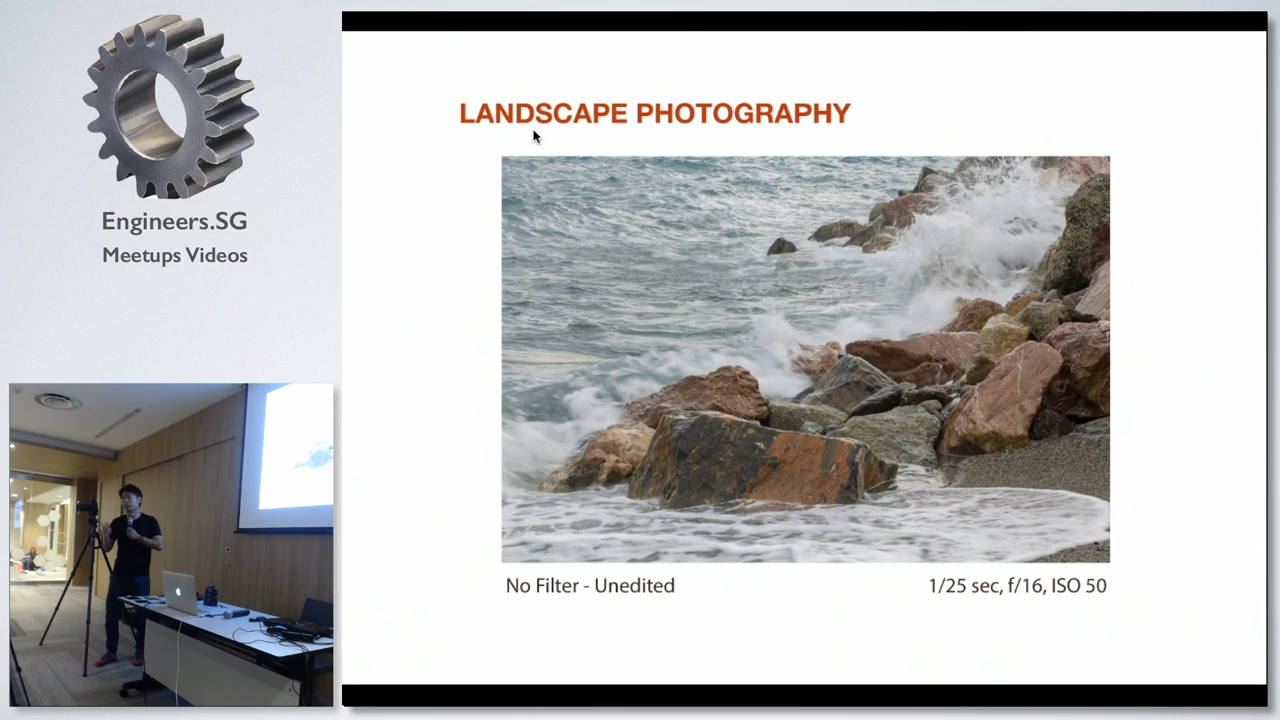 Engineers.SG
Meetups Videos
LANDSCAPE PHOTOGRAPHY
No Filter - Unedited
1/25 sec, f/16, ISO 50